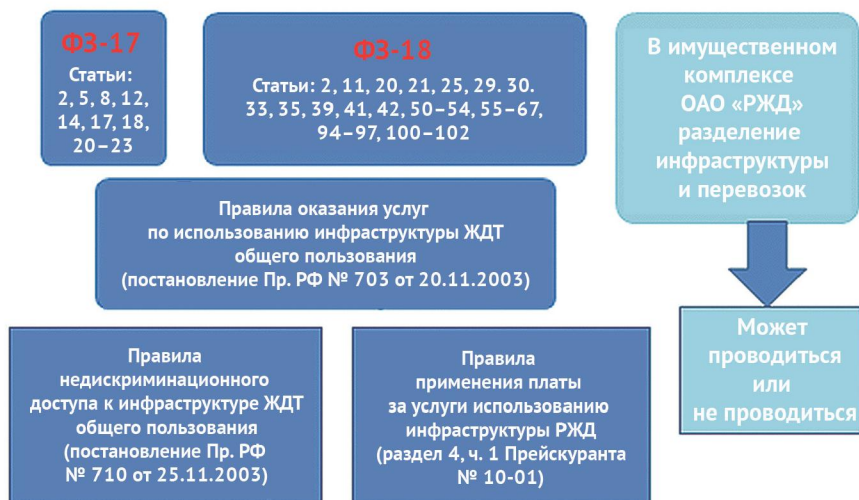 ФЗ-17
Статьи:
2, 5, 8, 12,
14, 17, 18,
20–23
ФЗ-18
Статьи: 2, 11, 20, 21, 25, 29. 30.
33, 35, 39, 41, 42, 50–54, 55–67,
94–97, 100–102
В имущественном
комплексе
ОАО «РЖД»
разделение
инфраструктуры
и перевозок
Правила оказания услуг
по использованию инфраструктуры ЖДТ
общего пользования
(постановление Пр. РФ № 703 от 20.11.2003)
Правила
недискриминационного
доступа к инфраструктуре ЖДТ
общего пользования
(постановление Пр. РФ
№ 710 от 25.11.2003)
Правила
применения платы
за услуги использованию
инфраструктуры РЖД
(раздел 4, ч. 1 Прейскуранта
№ 10-01)
Может
проводиться
или
не проводиться